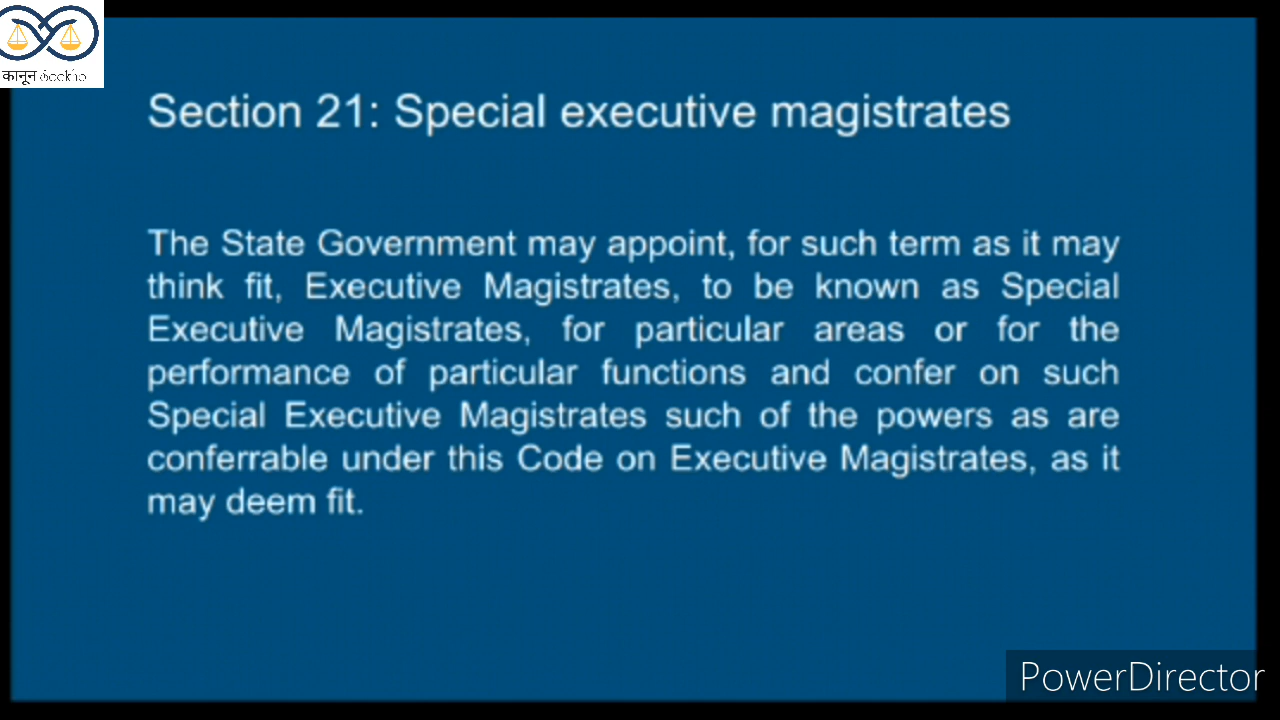 कानून
Section 21: Special executive magistrates
The State Government may appoint, for such term as it may
think fit, Executive Magistrates, to be known as Special
Executive Magistrates, for particular areas or for the
performance of particular functions and confer on such
Special Executive Magistrates such of the powers as are
conferrable under this Code on Executive Magistrates, as it
may deem fit.
PowerDirector